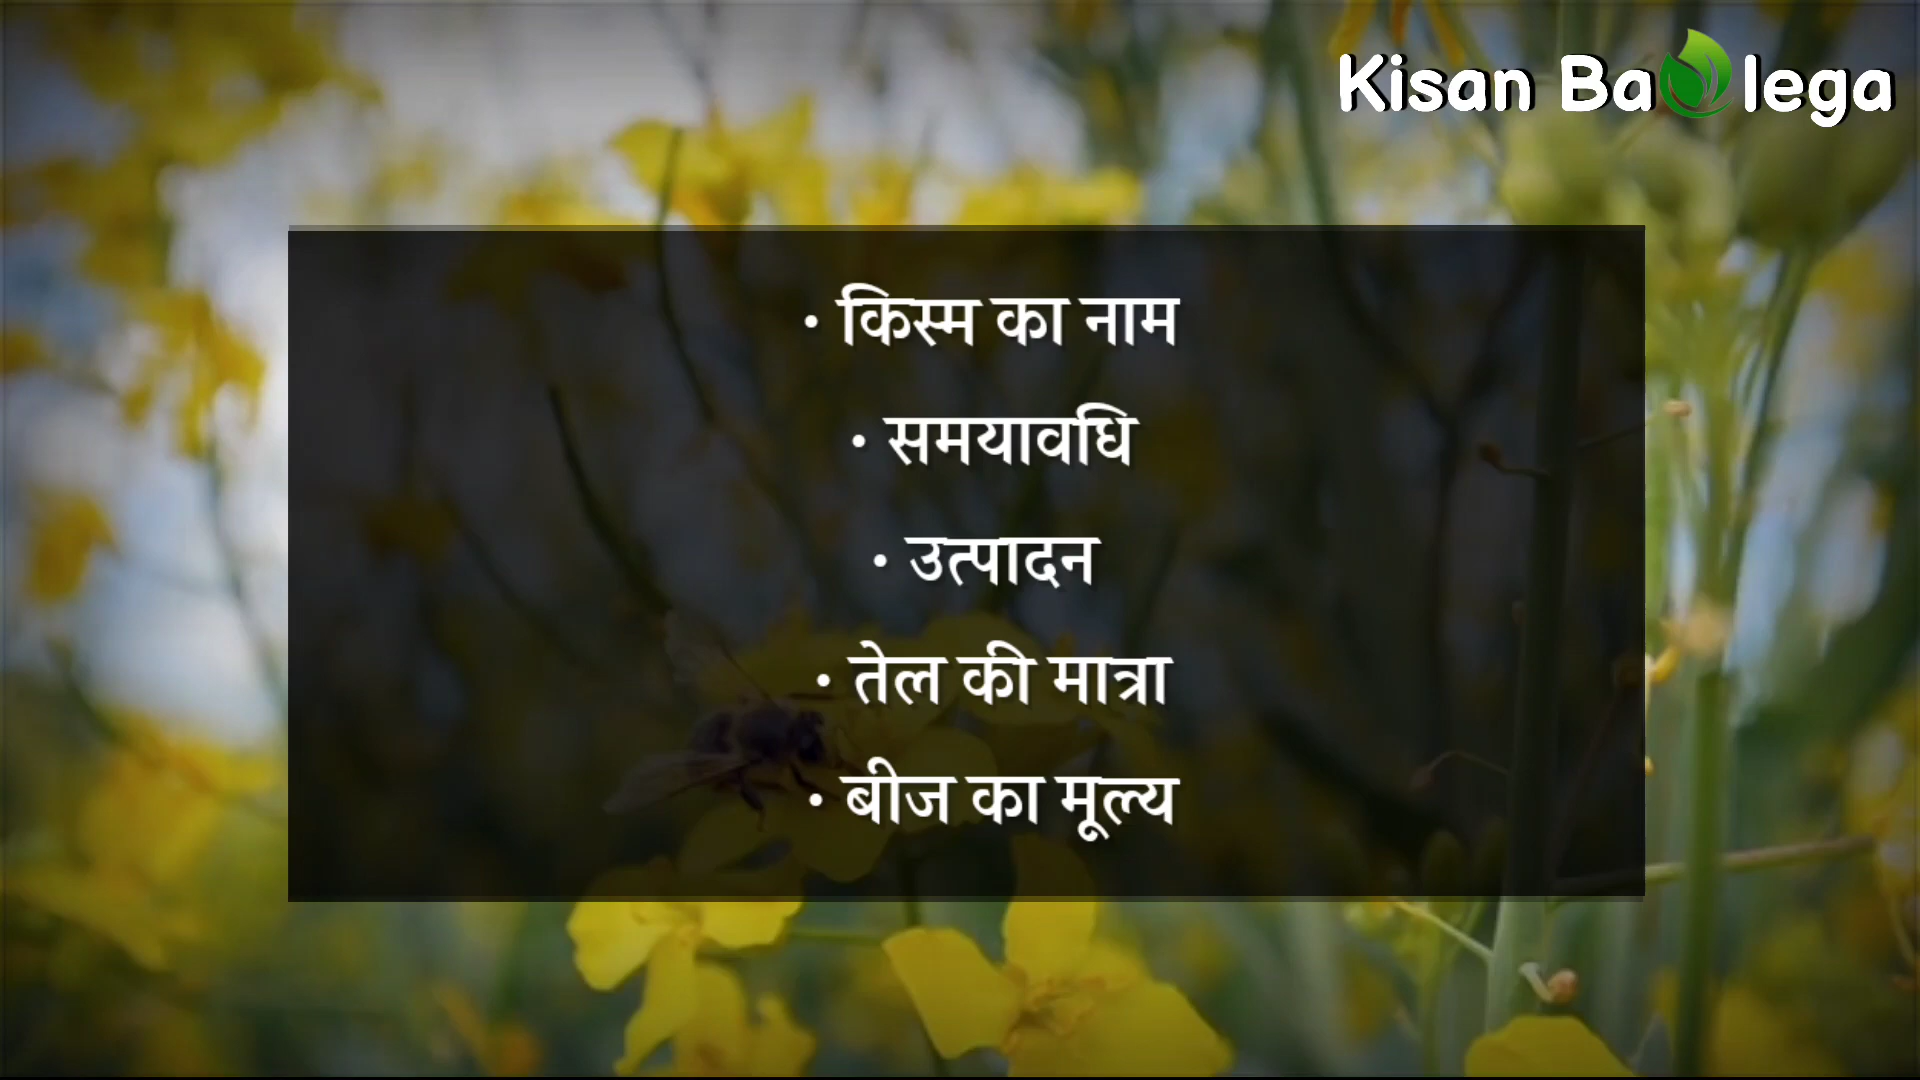 Kisan Ba lega
· किस्म का नाम
· समयावधि
· उत्पादन
· तेल की मात्रा
· बीज का मूल्य